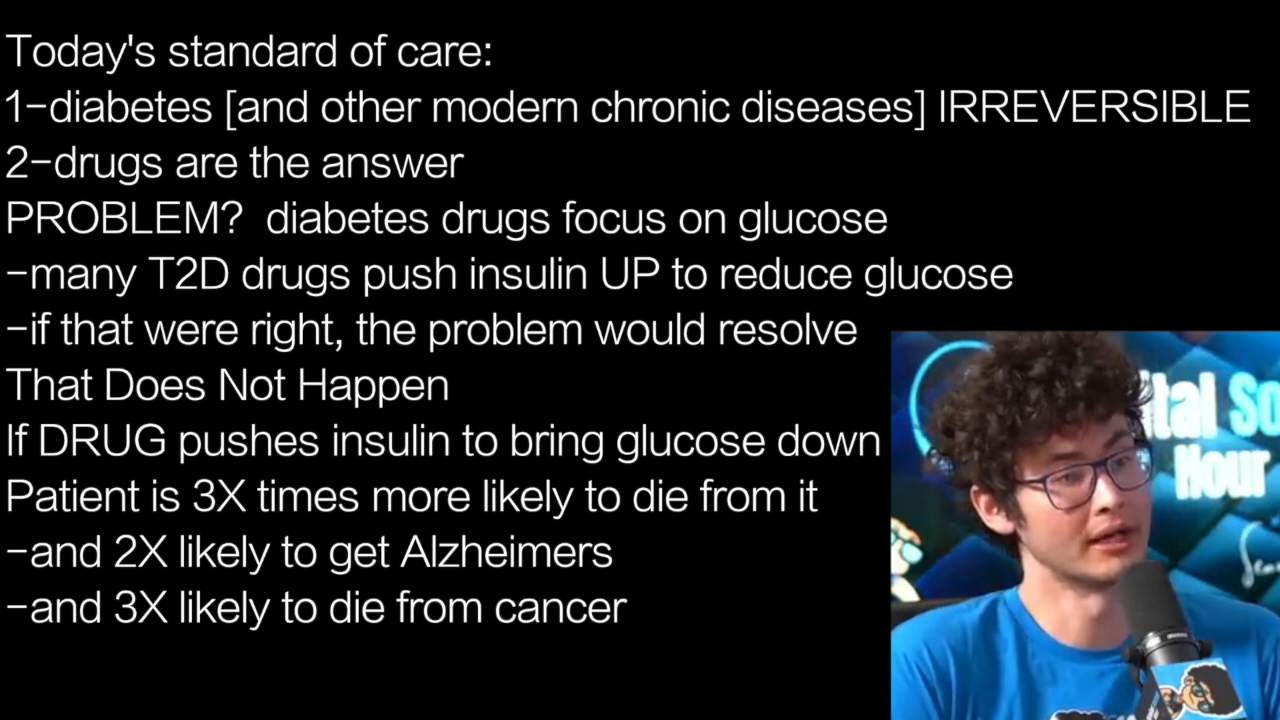 Today's standard of care:
1-diabetes [and other modern chronic diseases] IRREVERSIBLE
2-drugs are the answer
PROBLEM?  diabetes drugs focus on glucose
-many T2D drugs push insulin UP to reduce glucose
-if that were right, the problem would resolve
That Does Not Happen
If DRUG pushes insulin to bring glucose down
Patient is 3X times more likely to die from it
-and 2X likely to get Alzheimers
-and 3X likely to die from cancer
ital So
Hour